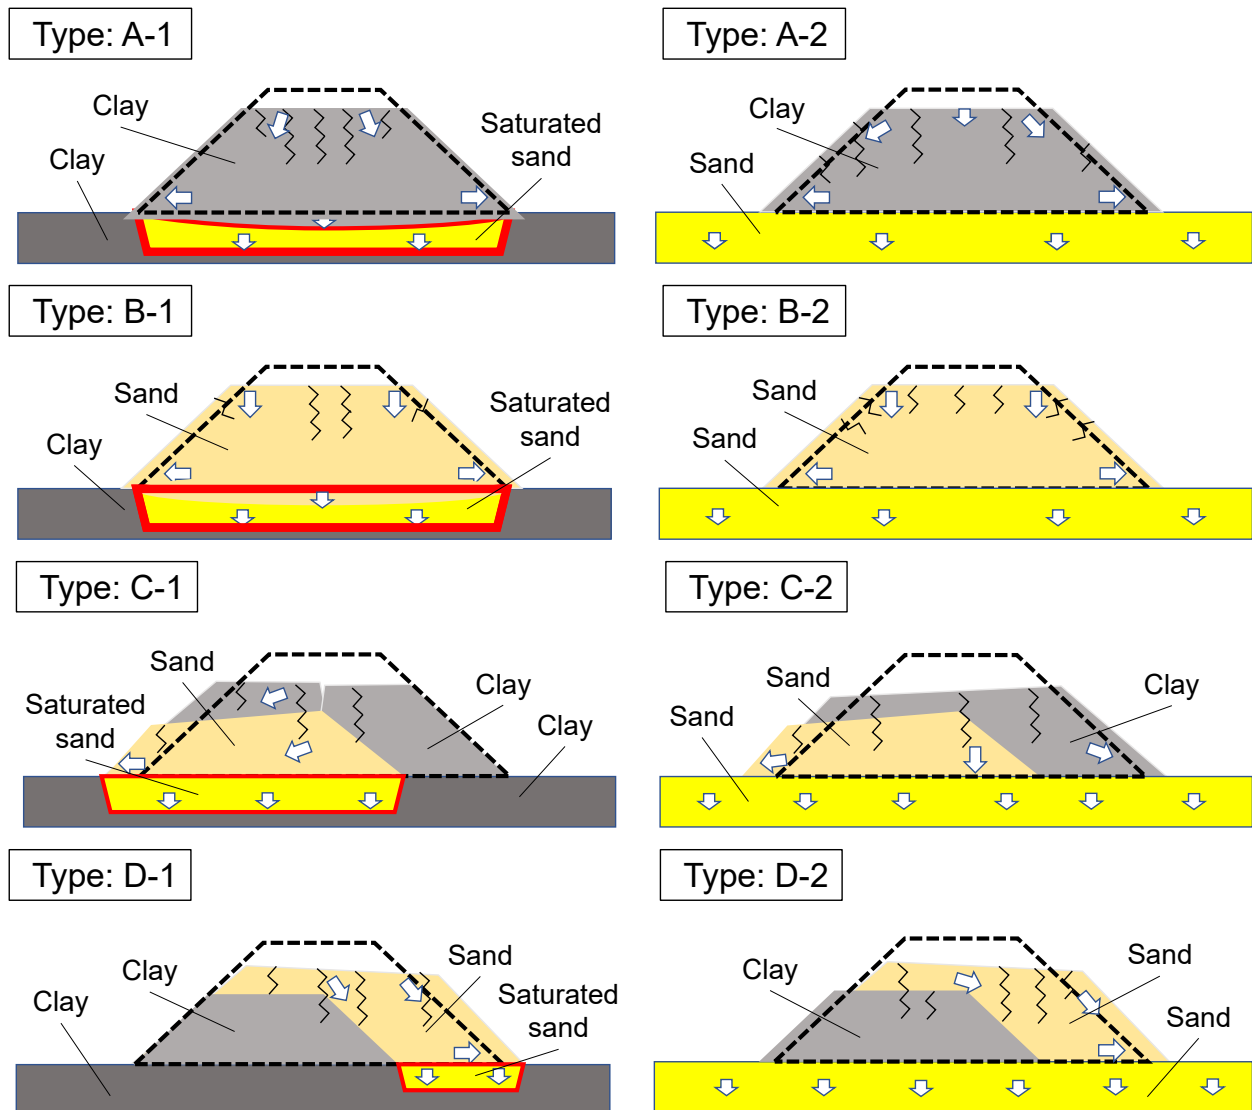 Type: A-1
Clay
Clay
Saturated
sand
Type: A-2
Clay
Sand
Type: B-1
Sand
Clay
Saturated
sand
Type: B-2
Sand
Sand
Type: C-1
Sand
Saturated
sand
Clay
Clay
Type: C-2
Sand
Sand
Clay
Type: D-1
Clay
Clay
Sand
Saturated
sand
Type: D-2
Clay
Sand
Sand